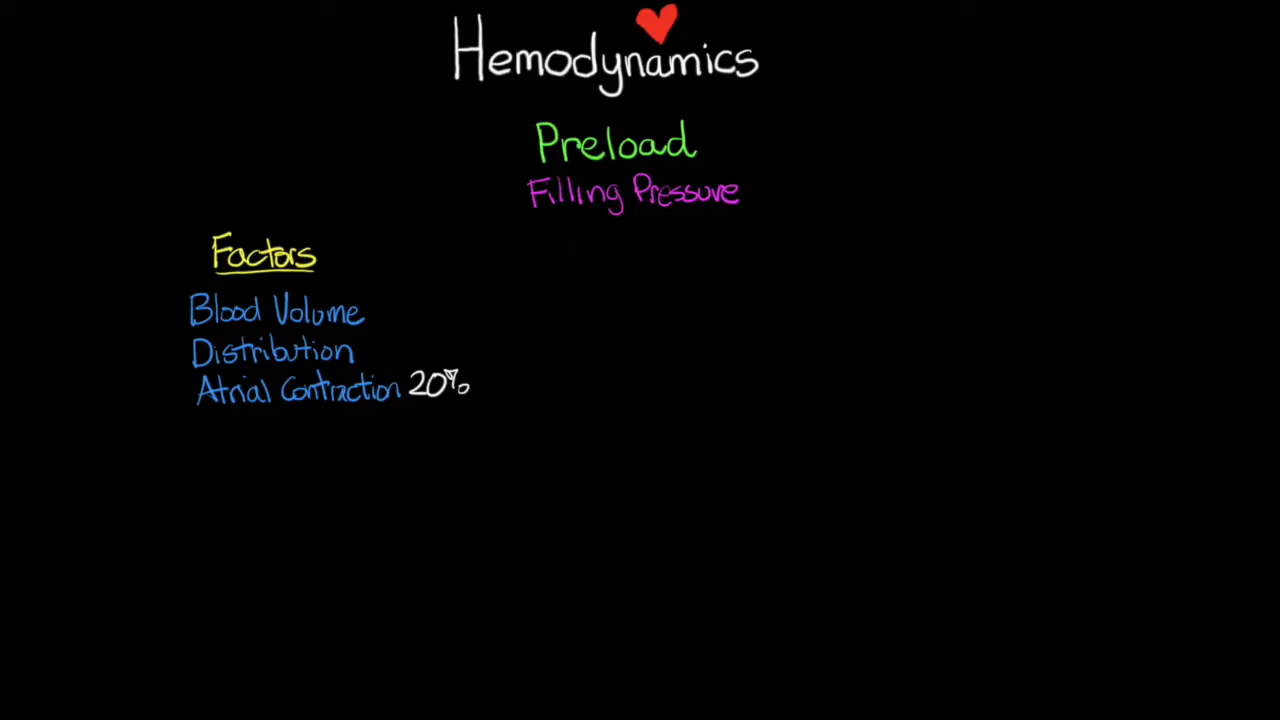 Hemodynamics
Preload
Filling Pressure
Factors
Blood Volume
Distribution
Atrial Contraction 20%